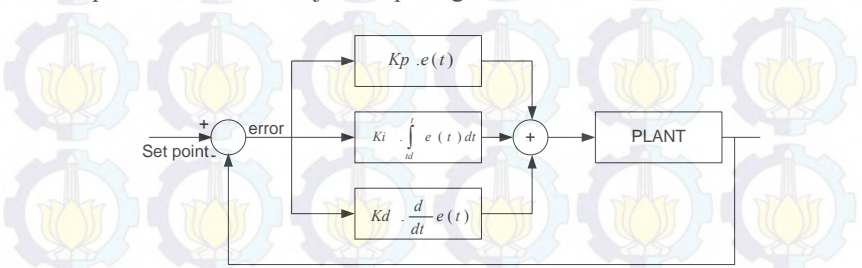 Kp .e(t)
+
error
Ki . ∫ t td e (t) dt
+
PLANT
Set point
-
Kd . d/dt e(t)